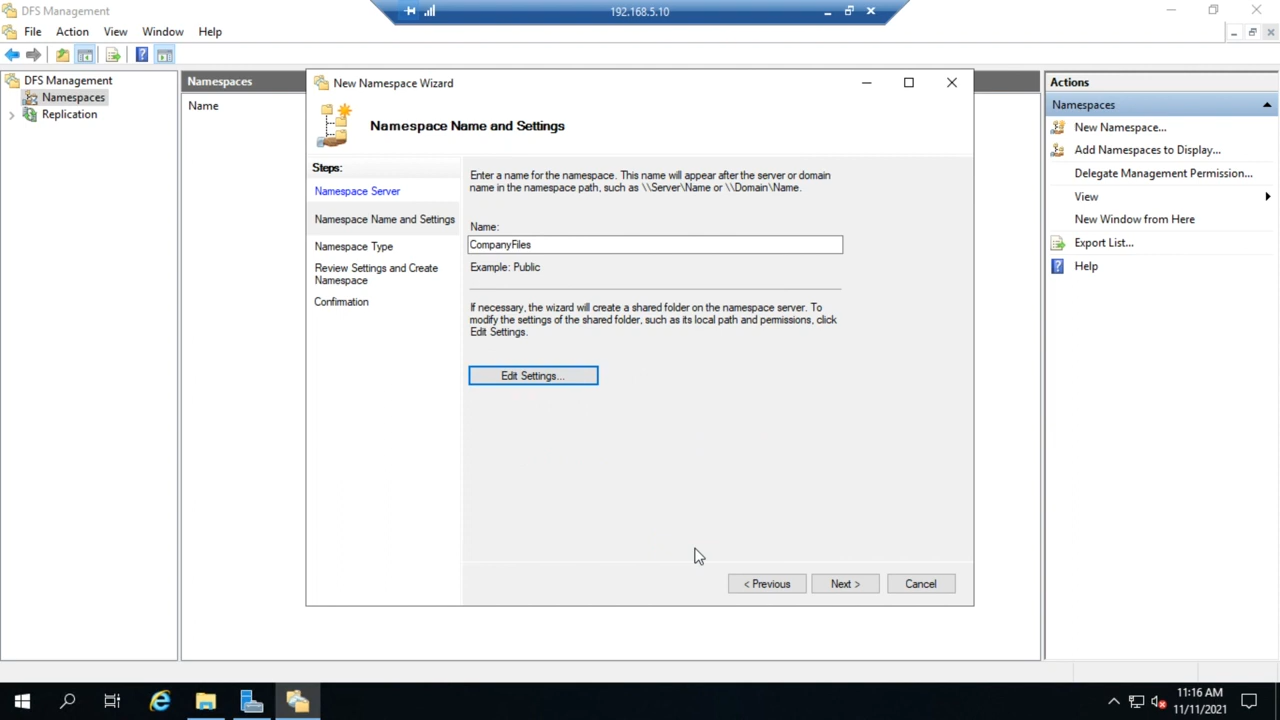 DFS Management
192.168.5.10
File Action View Window Help
DFS Management
Namespaces
Replication
Namespaces
Name
New Namespace Wizard
Namespace Name and Settings
Steps:
Namespace Server
Namespace Name and Settings
Namespace Type
Review Settings and Create
Namespace
Confirmation
Enter a name for the namespace. This name will appear after the server or domain
name in the namespace path, such as \\Server\Name or \\Domain\Name.
Name:
CompanyFiles
Example: Public
If necessary, the wizard will create a shared folder on the namespace server. To
modify the settings of the shared folder, such as its local path and permissions, click
Edit Settings.
Edit Settings...
< Previous
Next >
Cancel
Actions
Namespaces
New Namespace...
Add Namespaces to Display...
Delegate Management Permission...
View
New Window from Here
Export List...
Help
11:16 AM
11/11/2021